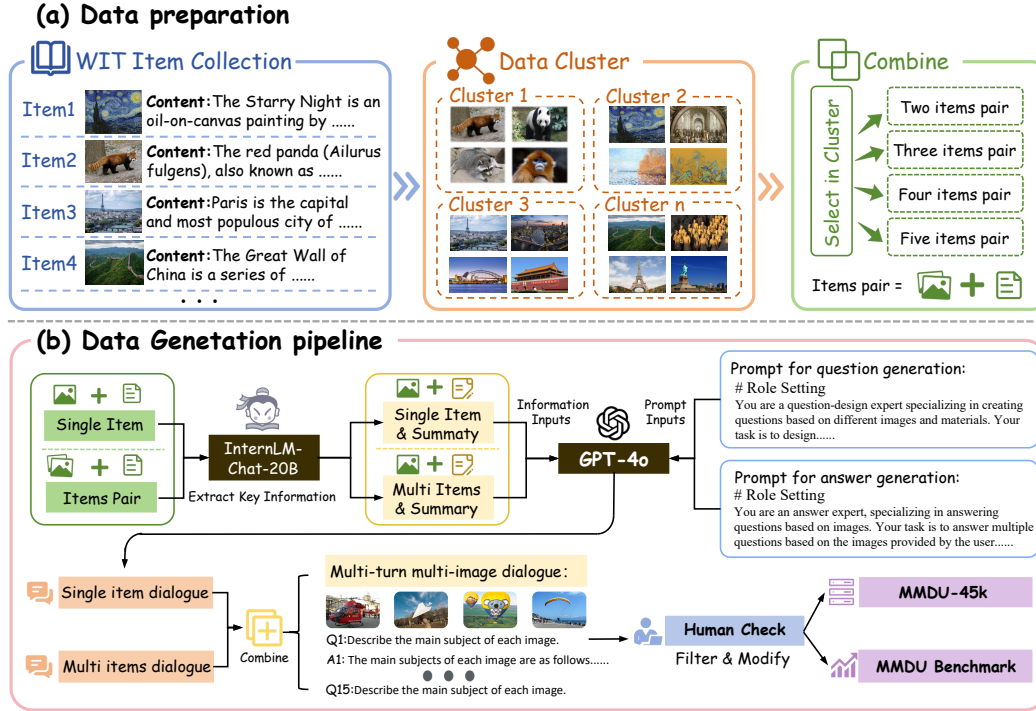 (a) Data preparation
WIT Item Collection
Item1
Content:The Starry Night is an
oil-on-canvas painting by ......
Item2
Content:The red panda (Ailurus
fulgens), also known as ......
Item3
Content:Paris is the capital
and most populous city of ......
Item4
Content:The Great Wall of
China is a series of ......
. . .
Data Cluster
Cluster 1
Cluster 2
Cluster 3
Cluster n
Combine
Select in Cluster
Two items pair
Three items pair
Four items pair
Five items pair
Items pair =
(b) Data Genetation pipeline
Single Item
Items Pair
InternLM-
Chat-20B
Extract Key Information
Single Item
& Summaty
Multi Items
& Summary
Information
Inputs
GPT-4o
Prompt
Inputs
Prompt for question generation:
# Role Setting
You are a question-design expert specializing in creating
questions based on different images and materials. Your
task is to design......
Prompt for answer generation:
# Role Setting
You are an answer expert, specializing in answering
questions based on images. Your task is to answer multiple
questions based on the images provided by the user......
Single item dialogue
Multi items dialogue
Combine
Multi-turn multi-image dialogue:
Q1:Describe the main subject of each image.
A1: The main subjects of each image are as follows......
Q15:Describe the main subject of each image.
Human Check
Filter & Modify
MMDU-45k
MMDU Benchmark